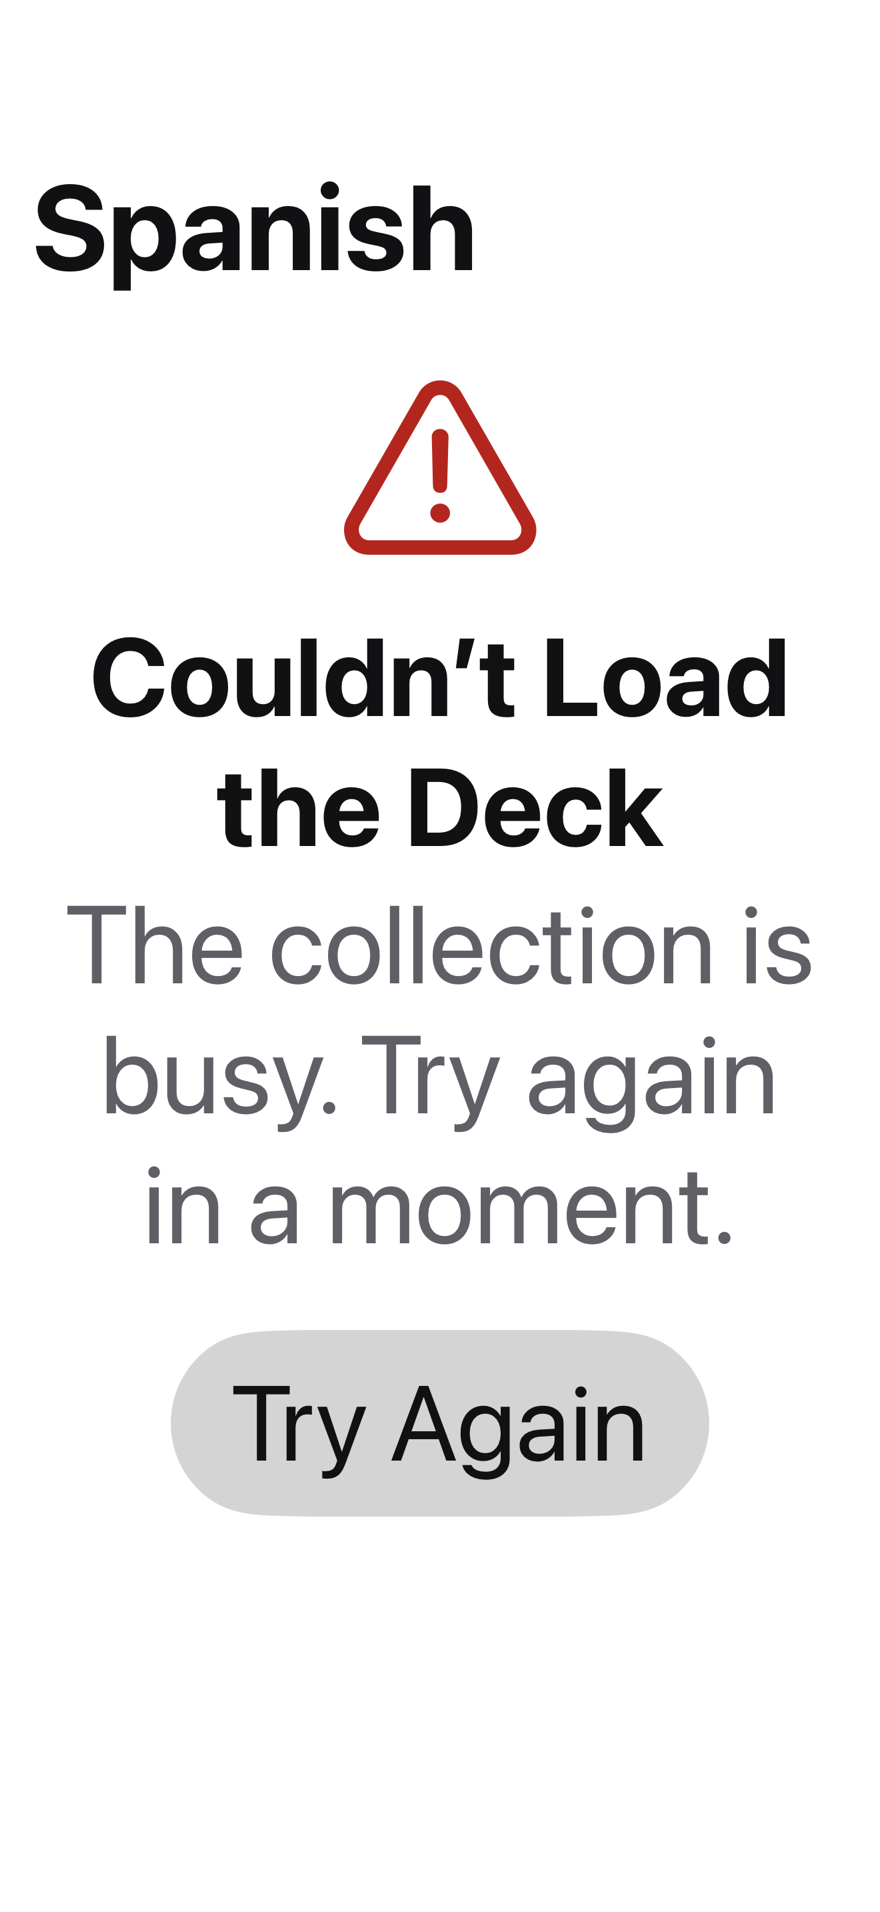 Spanish
Couldn’t Load
the Deck
The collection is
busy. Try again
in a moment.
Try Again